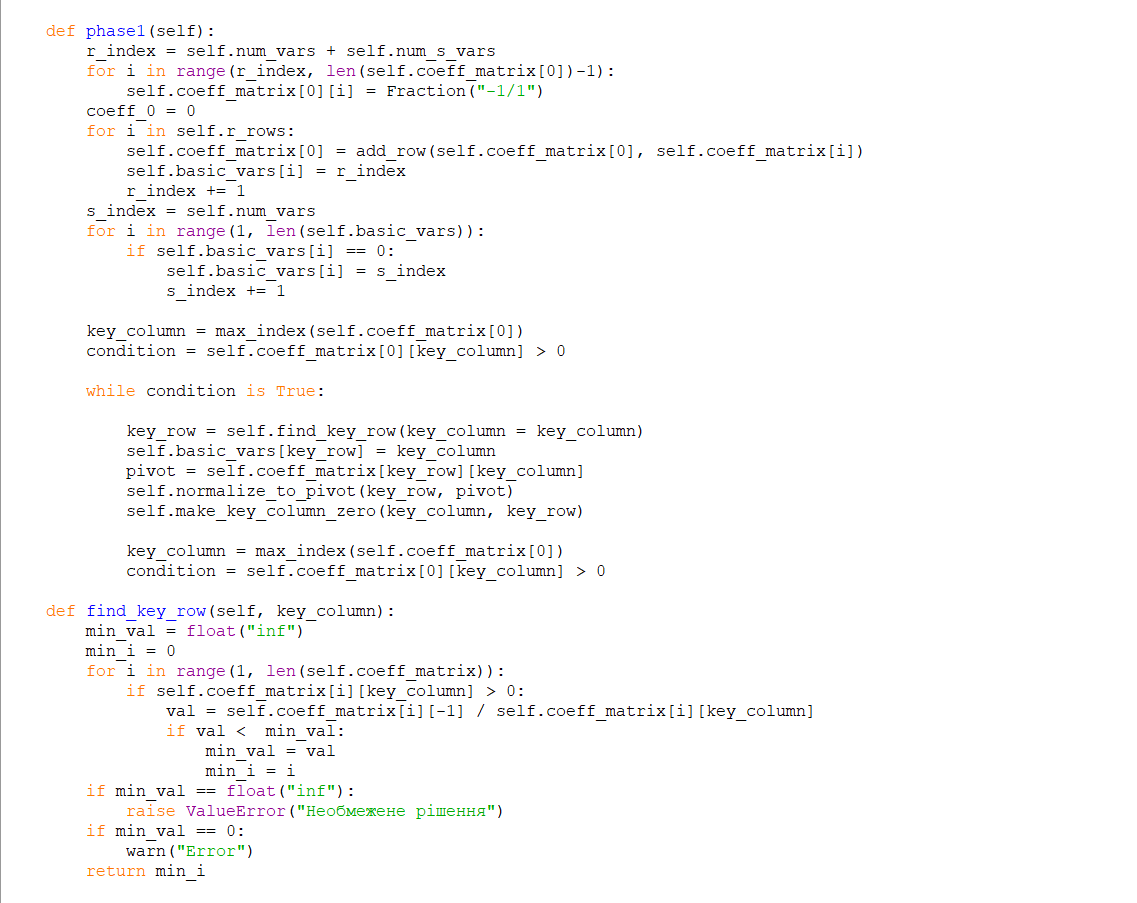 def phase1(self):
    r_index = self.num_vars + self.num_s_vars
    for i in range(r_index, len(self.coeff_matrix[0])-1):
        self.coeff_matrix[0][i] = Fraction("-1/1")
    coeff_0 = 0
    for i in self.r_rows:
        self.coeff_matrix[0] = add_row(self.coeff_matrix[0], self.coeff_matrix[i])
        self.basic_vars[i] = r_index
        r_index += 1
    s_index = self.num_vars
    for i in range(1, len(self.basic_vars)):
        if self.basic_vars[i] == 0:
            self.basic_vars[i] = s_index
            s_index += 1

    key_column = max_index(self.coeff_matrix[0])
    condition = self.coeff_matrix[0][key_column] > 0

    while condition is True:

        key_row = self.find_key_row(key_column = key_column)
        self.basic_vars[key_row] = key_column
        pivot = self.coeff_matrix[key_row][key_column]
        self.normalize_to_pivot(key_row, pivot)
        self.make_key_column_zero(key_column, key_row)

        key_column = max_index(self.coeff_matrix[0])
        condition = self.coeff_matrix[0][key_column] > 0

def find_key_row(self, key_column):
    min_val = float("inf")
    min_i = 0
    for i in range(1, len(self.coeff_matrix)):
        if self.coeff_matrix[i][key_column] > 0:
            val = self.coeff_matrix[i][-1] / self.coeff_matrix[i][key_column]
            if val <  min_val:
                min_val = val
                min_i = i
    if min_val == float("inf"):
        raise ValueError("Необмежене рішення")
    if min_val == 0:
        warn("Error")
    return min_i